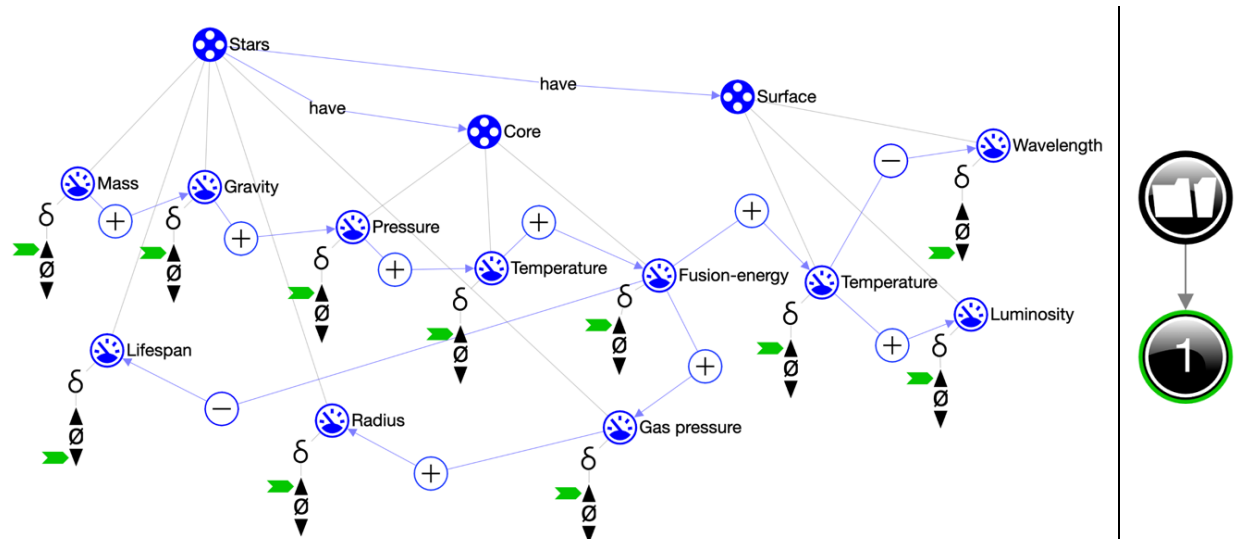 Stars
have
have
Surface
Core
Wavelength
Mass
Gravity
δ
δ
δ
Pressure
Temperature
Fusion-energy
Temperature
Luminosity
δ
δ
δ
δ
δ
Lifespan
δ
Radius
Gas pressure
δ
δ
+
+
+
+
+
+
+
+
−
−
Ø
Ø
Ø
Ø
Ø
Ø
Ø
Ø
Ø
Ø
Ø
1